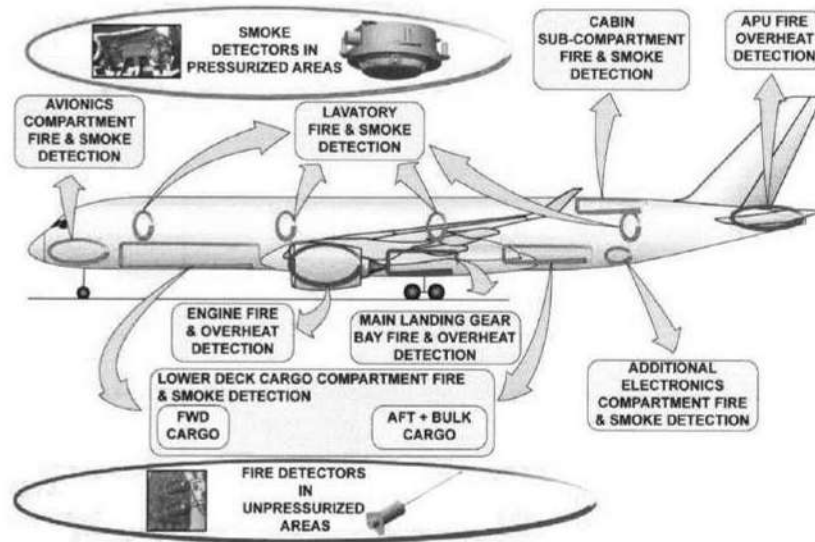 SMOKE
DETECTORS IN
PRESSURIZED AREAS
CABIN
SUB-COMPARTMENT
FIRE & SMOKE
DETECTION
APU FIRE
OVERHEAT
DETECTION
AVIONICS
COMPARTMENT
FIRE & SMOKE
DETECTION
LAVATORY
FIRE & SMOKE
DETECTION
ENGINE FIRE
& OVERHEAT
DETECTION
MAIN LANDING GEAR
BAY FIRE & OVERHEAT
DETECTION
LOWER DECK CARGO COMPARTMENT FIRE
& SMOKE DETECTION
FWD
CARGO
AFT + BULK
CARGO
ADDITIONAL
ELECTRONICS
COMPARTMENT FIRE
& SMOKE DETECTION
FIRE DETECTORS
IN
UNPRESSURIZED
AREAS